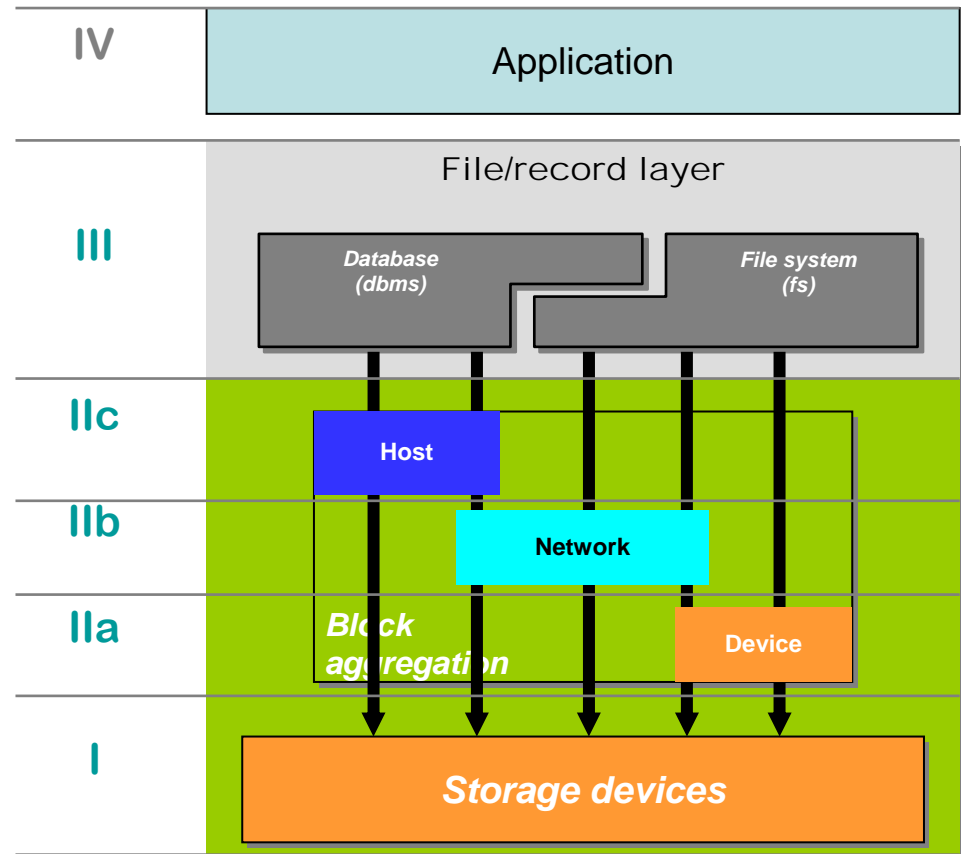 IV
Application
File/record layer
III
Database
(dbms)
File system
(fs)
IIc
Host
IIb
Network
IIa
Block
aggregation
Device
I
Storage devices